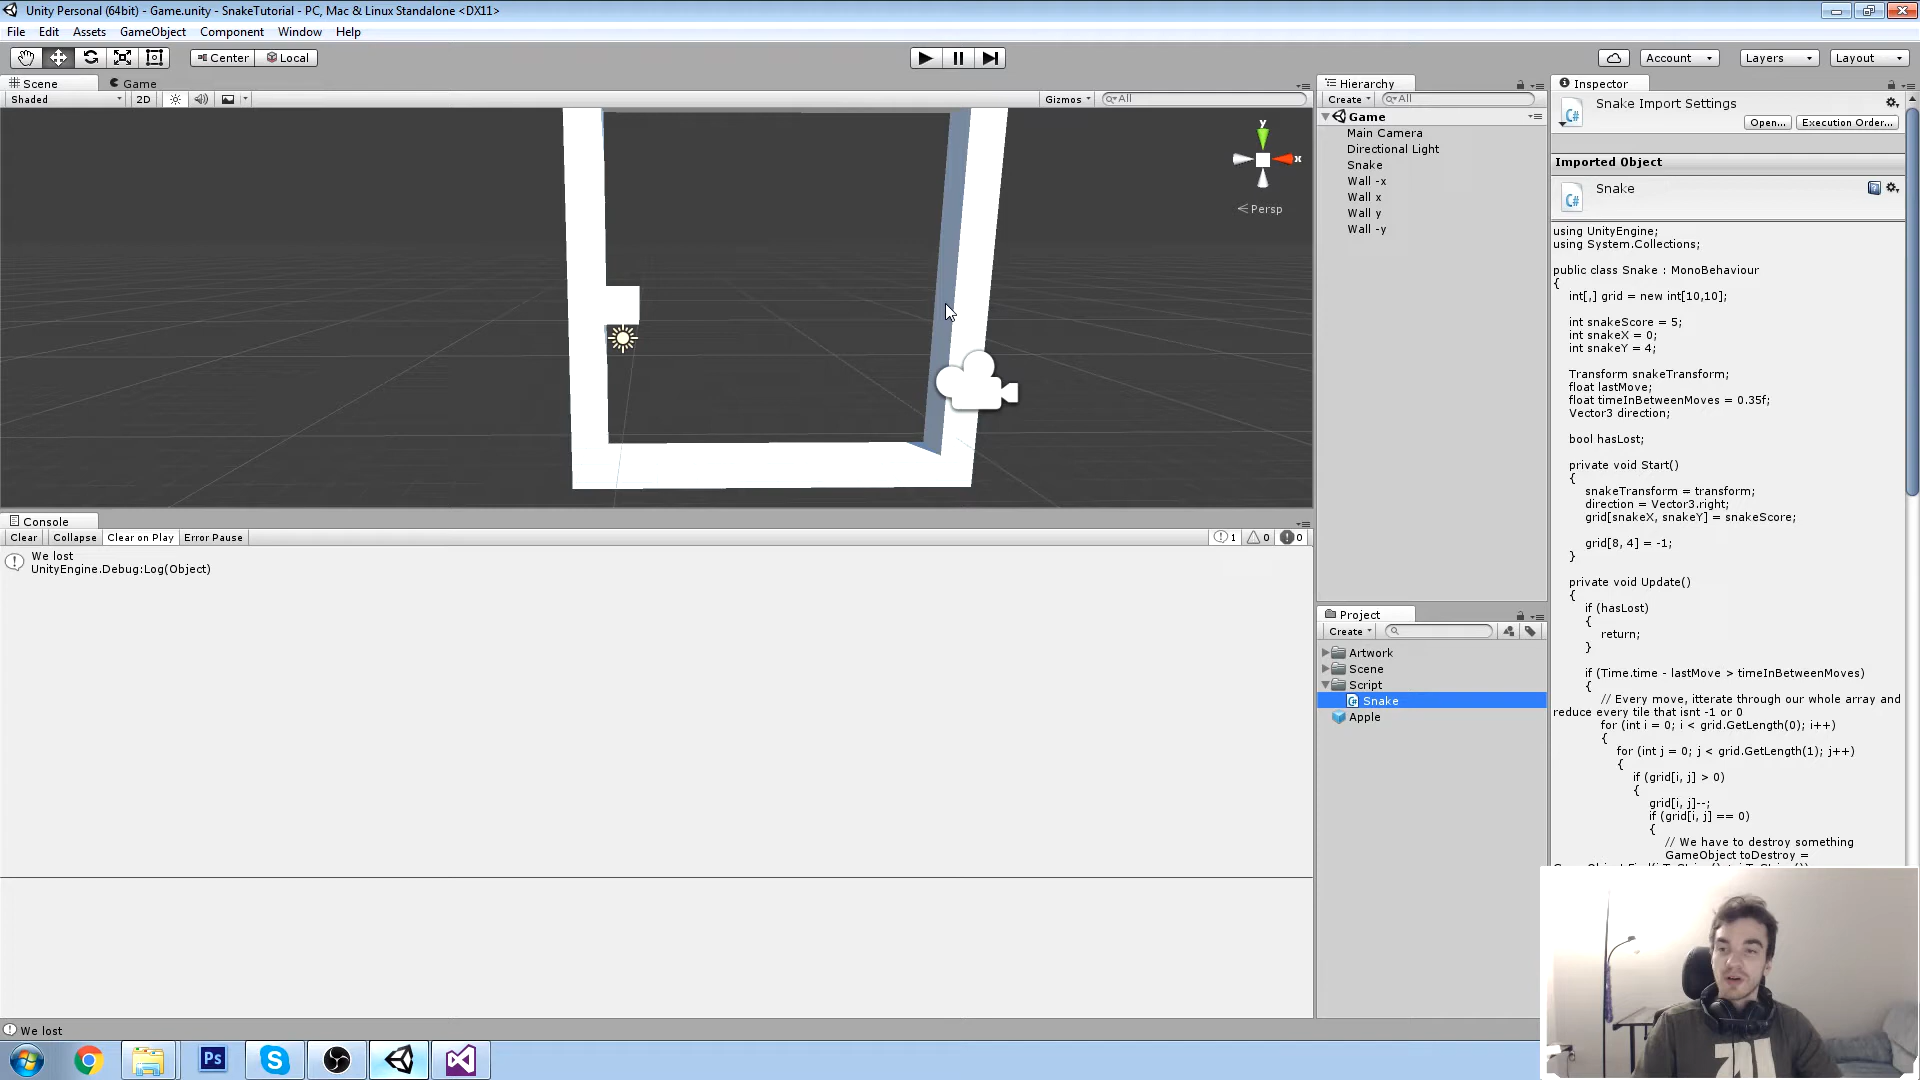 Unity Personal (64bit) - Game.unity - SnakeTutorial - PC, Mac & Linux Standalone <DX11>
File Edit Assets GameObject Component Window Help
Center Local Account Layers Layout
Scene Game
Shaded 2D Gizmos All
y
x
Persp
Hierarchy
Create All
Game
Main Camera
Directional Light
Snake
Wall -x
Wall x
Wall y
Wall -y
Console
Clear Collapse Clear on Play Error Pause 1 0 0
We lost
UnityEngine.Debug:Log(Object)
Project
Create
Artwork
Scene
Script
Snake
Apple
Inspector
Snake Import Settings
Open... Execution Order...
Imported Object
Snake
using UnityEngine;
using System.Collections;
public class Snake : MonoBehaviour
{
int[,] grid = new int[10,10];
int snakeScore = 5;
int snakeX = 0;
int snakeY = 4;
Transform snakeTransform;
float lastMove;
float timeInBetweenMoves = 0.35f;
Vector3 direction;
bool hasLost;
private void Start()
{
snakeTransform = transform;
direction = Vector3.right;
grid[snakeX, snakeY] = snakeScore;
grid[8, 4] = -1;
}
private void Update()
{
if (hasLost)
{
return;
}
if (Time.time - lastMove > timeInBetweenMoves)
{
// Every move, itterate through our whole array and
reduce every tile that isnt -1 or 0
for (int i = 0; i < grid.GetLength(0); i++)
{
for (int j = 0; j < grid.GetLength(1); j++)
{
if (grid[i, j] > 0)
{
grid[i, j]--;
if (grid[i, j] == 0)
{
// We have to destroy something
GameObject toDestroy =
We lost
Ps